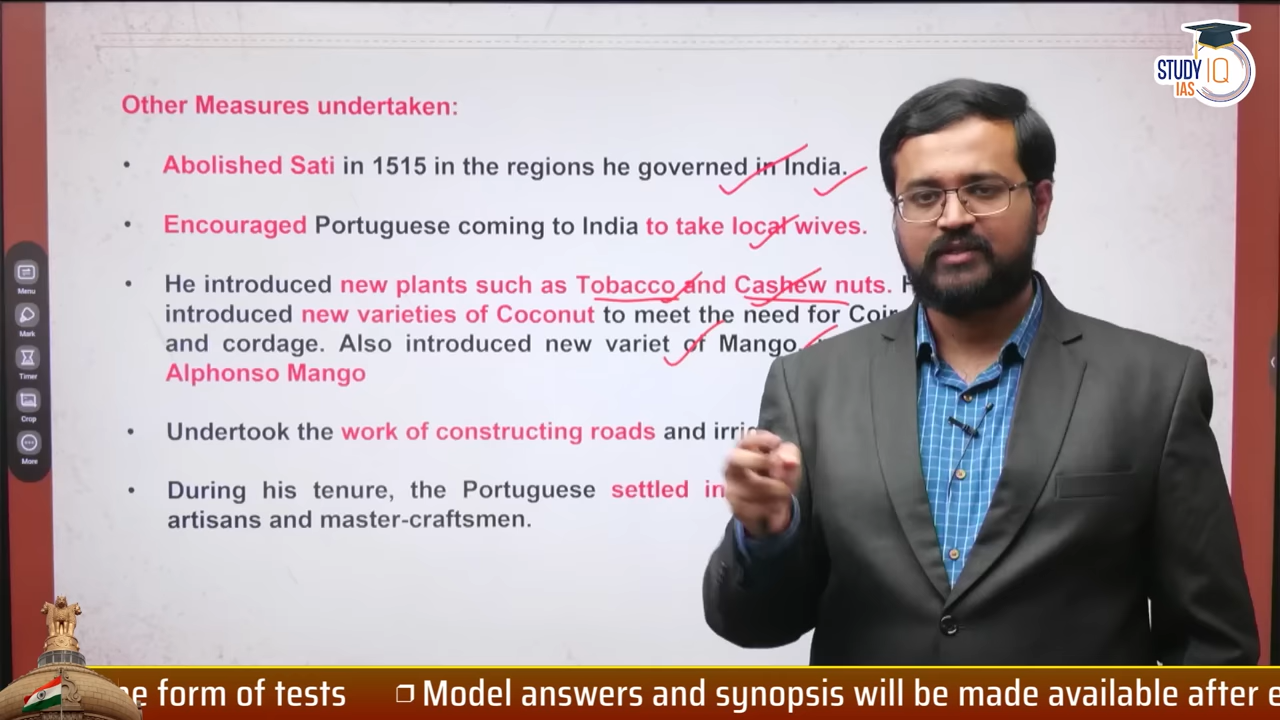 STUDY IQ
IAS
Other Measures undertaken:
• Abolished Sati in 1515 in the regions he governed in India.
• Encouraged Portuguese coming to India to take local wives.
• He introduced new plants such as Tobacco and Cashew nuts.
introduced new varieties of Coconut to meet the need for Coir
and cordage. Also introduced new variet of Mango,
Alphonso Mango
• Undertook the work of constructing roads and
• During his tenure, the Portuguese settled in
artisans and master-craftsmen.
Menu
Mark
Timer
Crop
More
form of tests ❒ Model answers and synopsis will be made available after